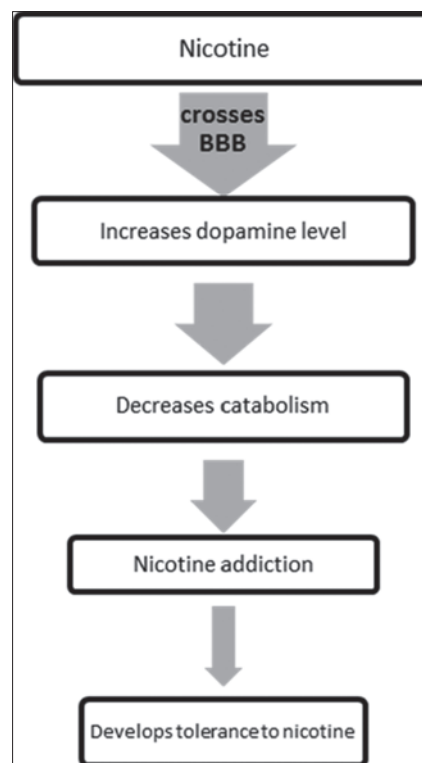 Nicotine
crosses
BBB
Increases dopamine level
Decreases catabolism
Nicotine addiction
Develops tolerance to nicotine